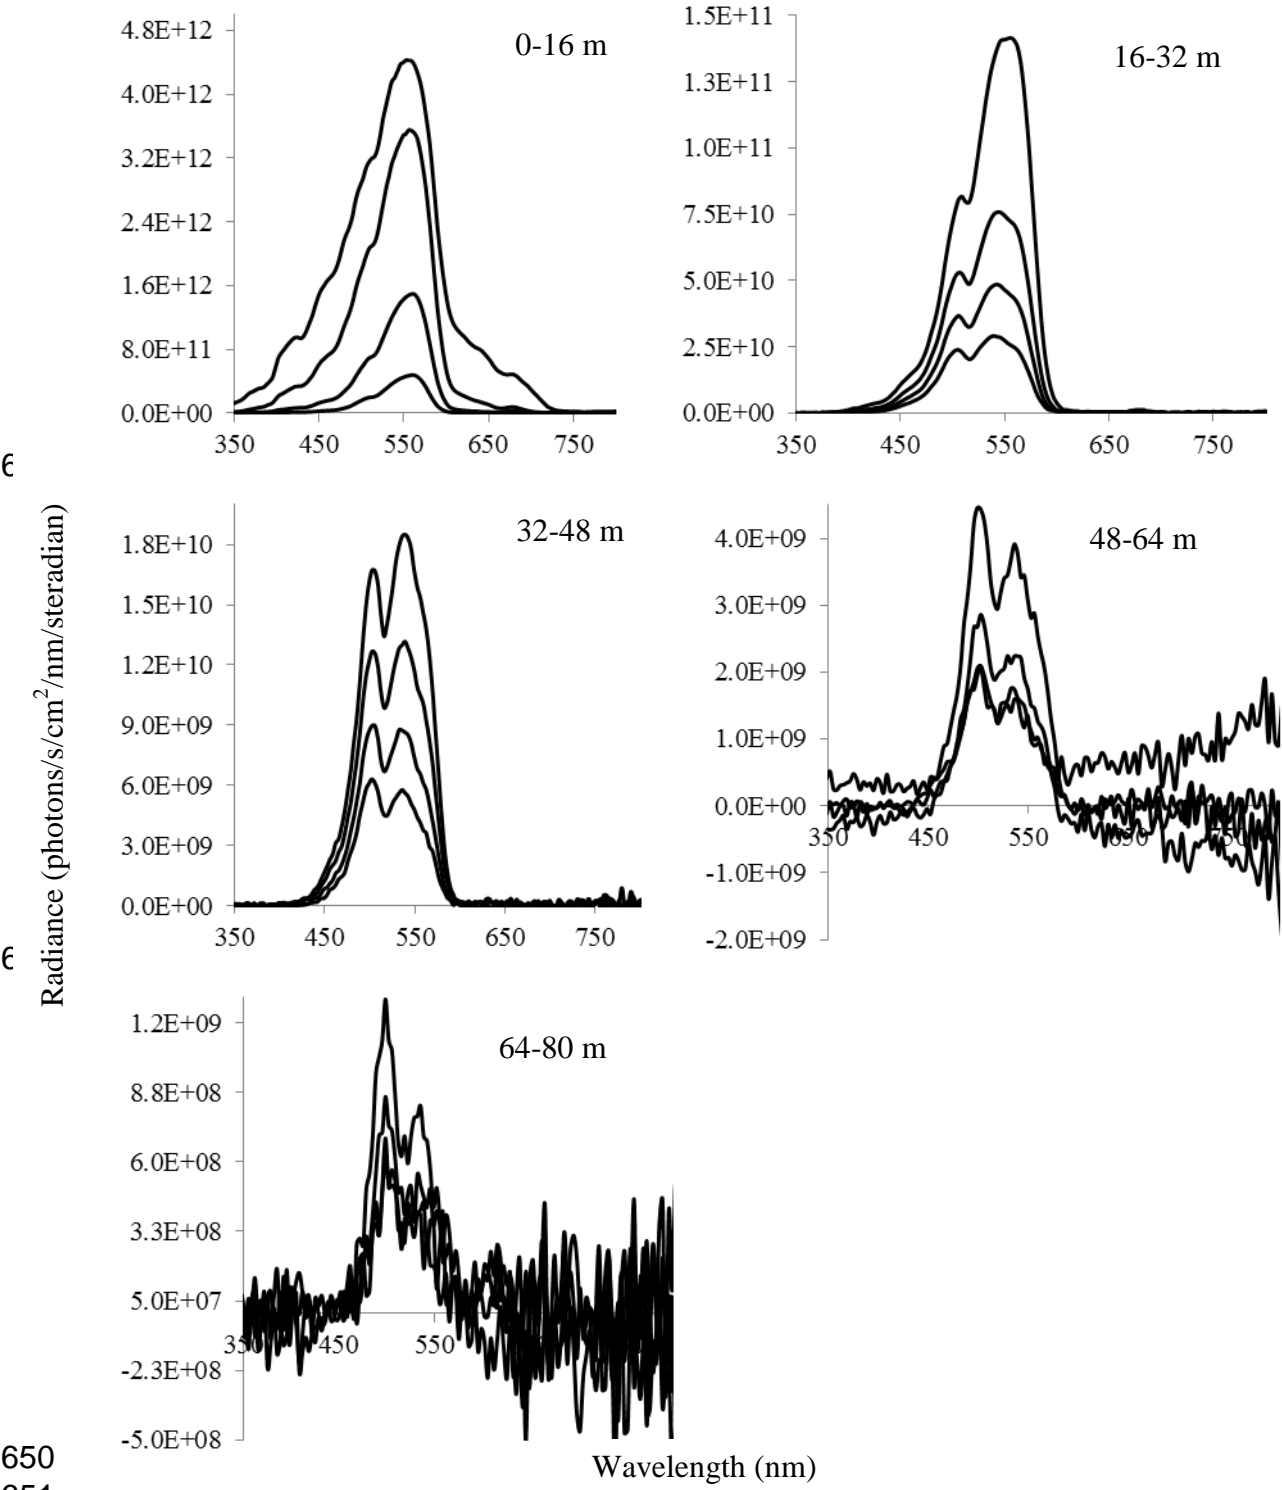 0-16 m
4.8E+12
4.0E+12
3.2E+12
2.4E+12
1.6E+12
8.0E+11
0.0E+00
350 450 550 650 750
16-32 m
1.5E+11
1.3E+11
1.0E+11
7.5E+10
5.0E+10
2.5E+10
0.0E+00
350 450 550 650 750
Radiance (photons/s/cm²/nm/steradian)
32-48 m
1.8E+10
1.5E+10
1.2E+10
9.0E+09
6.0E+09
3.0E+09
0.0E+00
350 450 550 650 750
48-64 m
4.0E+09
3.0E+09
2.0E+09
1.0E+09
0.0E+00
-1.0E+09
-2.0E+09
350 450 550 650 750
64-80 m
1.2E+09
8.8E+08
6.0E+08
3.3E+08
5.0E+07
-2.3E+08
-5.0E+08
350 450 550
Wavelength (nm)
650